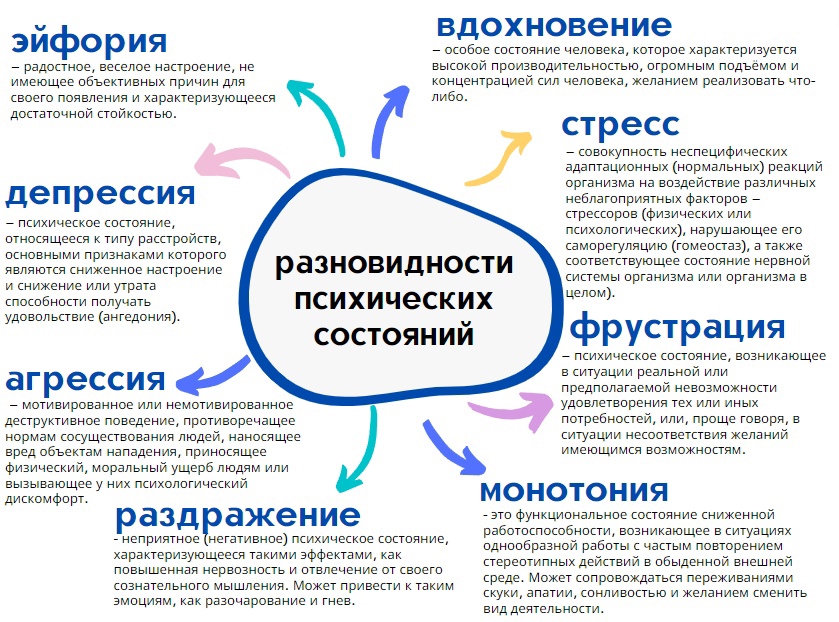 эйфория
– радостное, веселое настроение, не
имеющее объективных причин для
своего появления и характеризующееся
достаточной стойкостью.
вдохновение
– особое состояние человека, которое характеризуется
высокой производительностью, огромным подъёмом и
концентрацией сил человека, желанием реализовать что-
либо.
стресс
– совокупность неспецифических
адаптационных (нормальных) реакций
организма на воздействие различных
неблагоприятных факторов –
стрессоров (физических или
психологических), нарушающее его
саморегуляцию (гомеостаз), а также
соответствующее состояние нервной
системы организма или организма в
целом).
депрессия
– психическое состояние,
относящееся к типу расстройств,
основными признаками которого
являются сниженное настроение
и снижение или утрата
способности получать
удовольствие (ангедония).
разновидности
психических
состояний
фрустрация
– психическое состояние, возникающее
в ситуации реальной или
предполагаемой невозможности
удовлетворения тех или иных
потребностей, или, проще говоря, в
ситуации несоответствия желаний
имеющимся возможностям.
агрессия
– мотивированное или немотивированное
деструктивное поведение, противоречащее
нормам сосуществования людей, наносящее
вред объектам нападения, приносящее
физический, моральный ущерб людям или
вызывающее у них психологический
дискомфорт.
раздражение
- неприятное (негативное) психическое состояние,
характеризующееся такими эффектами, как
повышенная нервозность и отвлечение от своего
сознательного мышления. Может привести к таким
эмоциям, как разочарование и гнев.
монотония
- это функциональное состояние сниженной
работоспособности, возникающее в ситуациях
однообразной работы с частым повторением
стереотипных действий в обыденной внешней
среде. Может сопровождаться переживаниями
скуки, апатии, сонливостью и желанием сменить
вид деятельности.